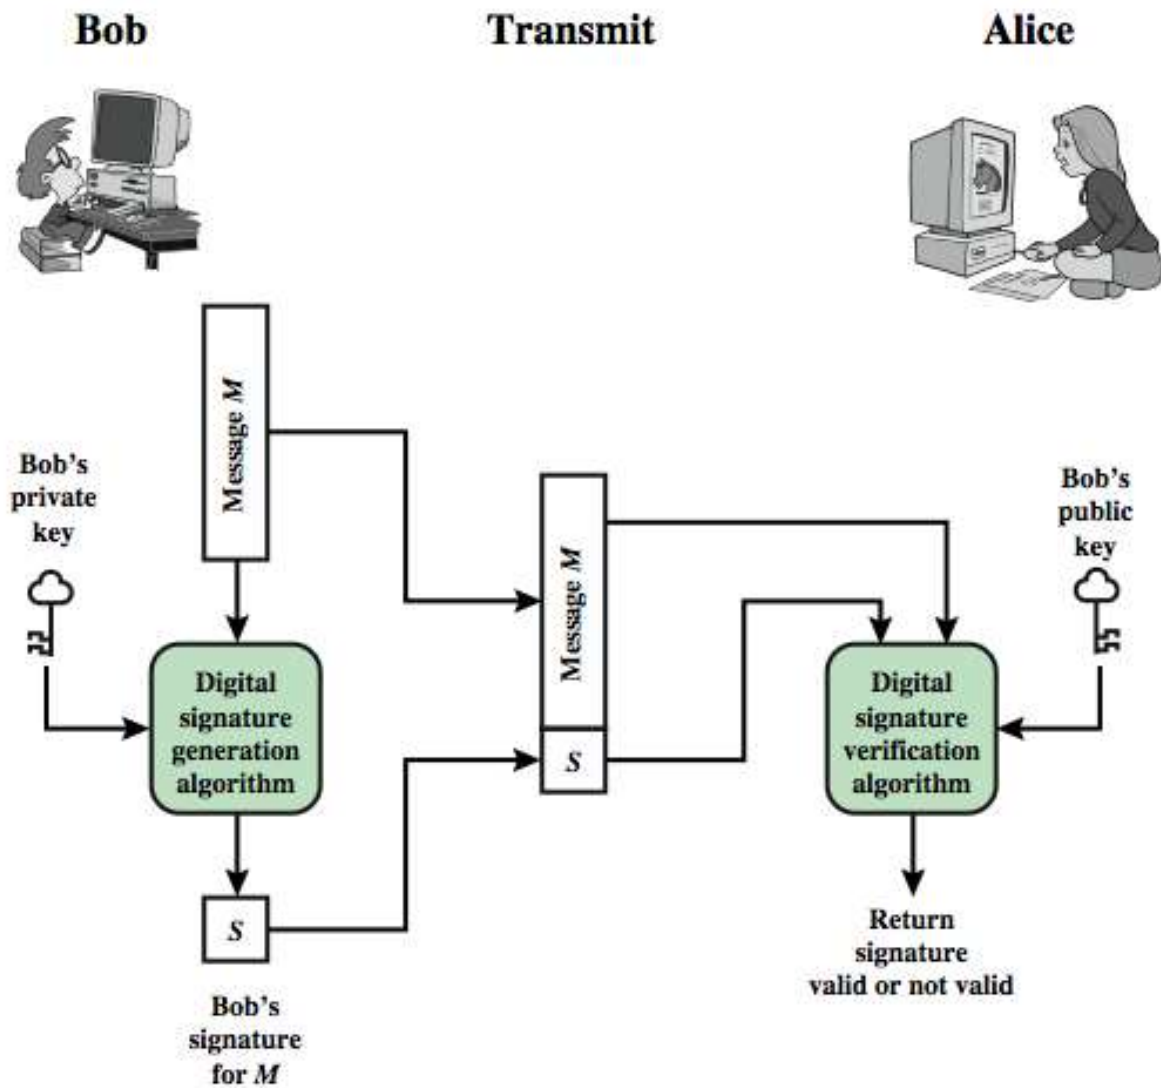 Bob
Transmit
Alice
Message M
Bob's
private
key
Message M
Bob's
public
key
Digital
signature
generation
algorithm
S
Digital
signature
verification
algorithm
S
Bob's
signature
for M
Return
signature
valid or not valid